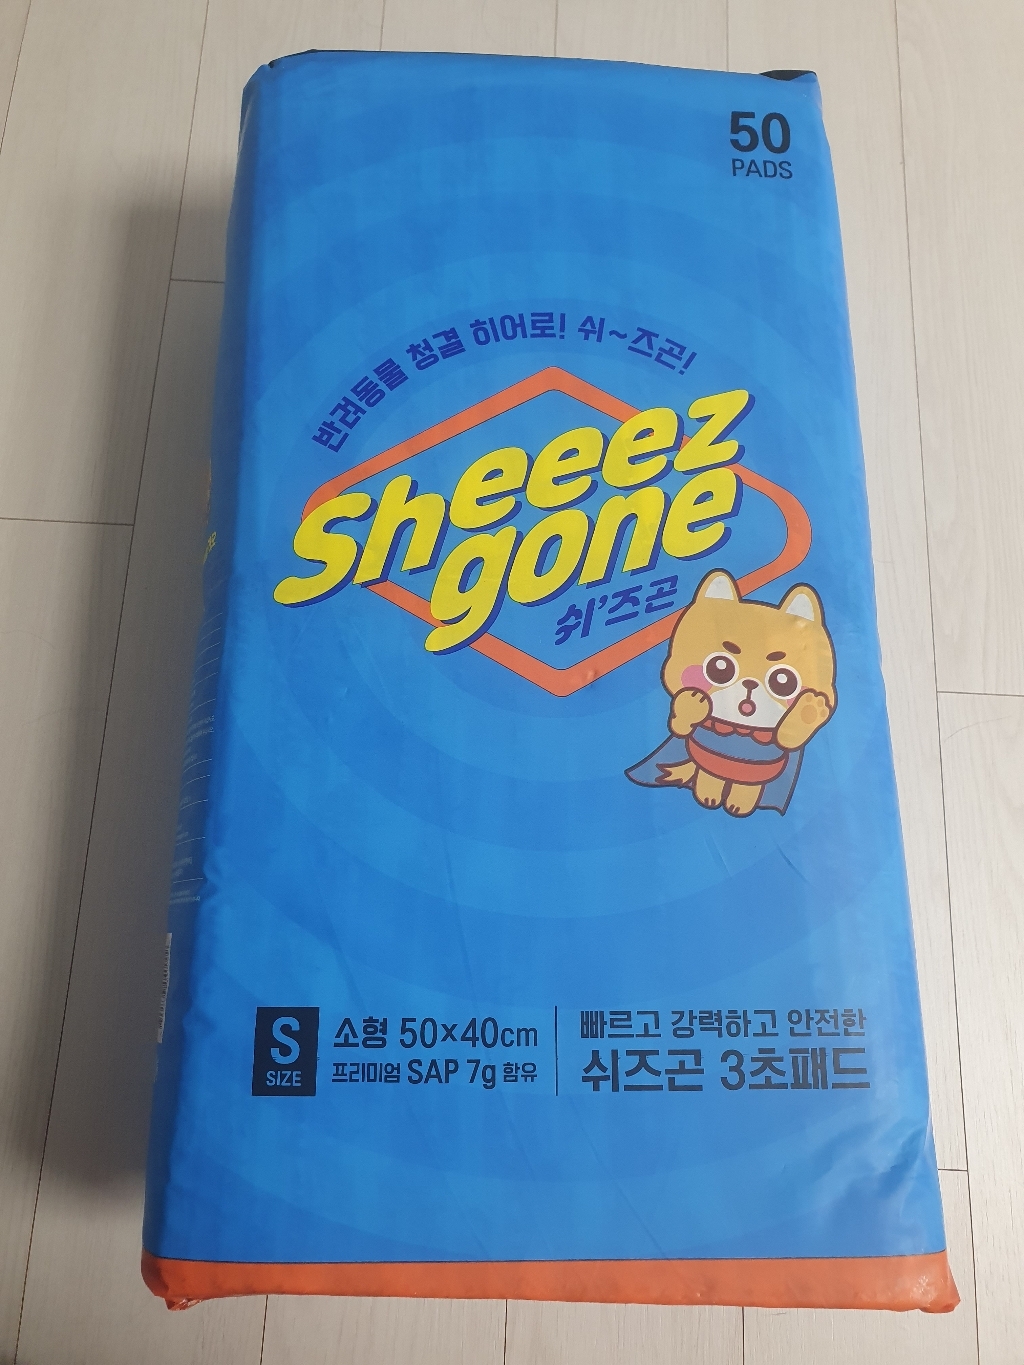 50
PADS
반려동물 청결 히어로! 쉬~즈곤!
Sheeez
gone
쉬'즈곤
S
SIZE
소형 50×40cm
프리미엄 SAP 7g 함유
빠르고 강력하고 안전한
쉬즈곤 3초패드